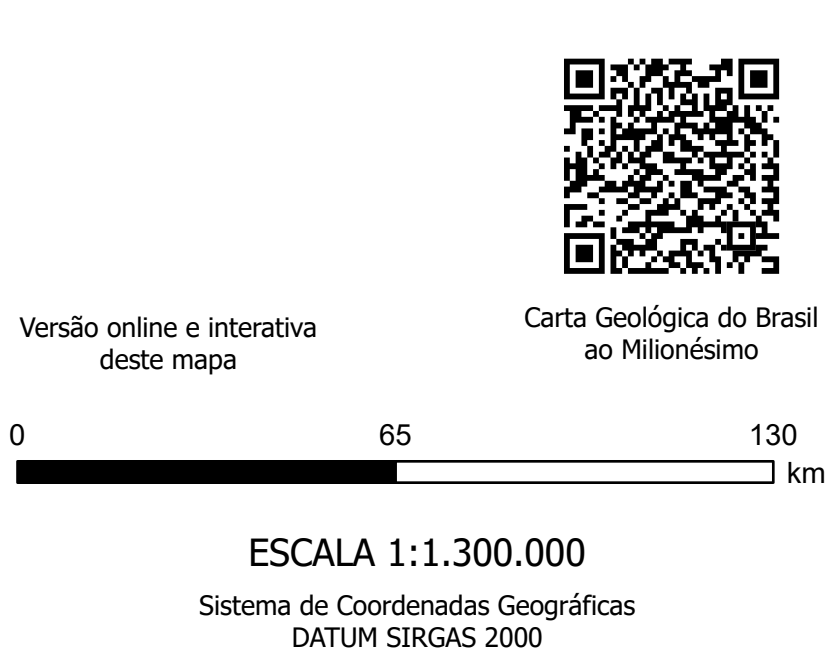 Versão online e interativa
deste mapa
Carta Geológica do Brasil
ao Milionésimo
0 65 130
km
ESCALA 1:1.300.000
Sistema de Coordenadas Geográficas
DATUM SIRGAS 2000